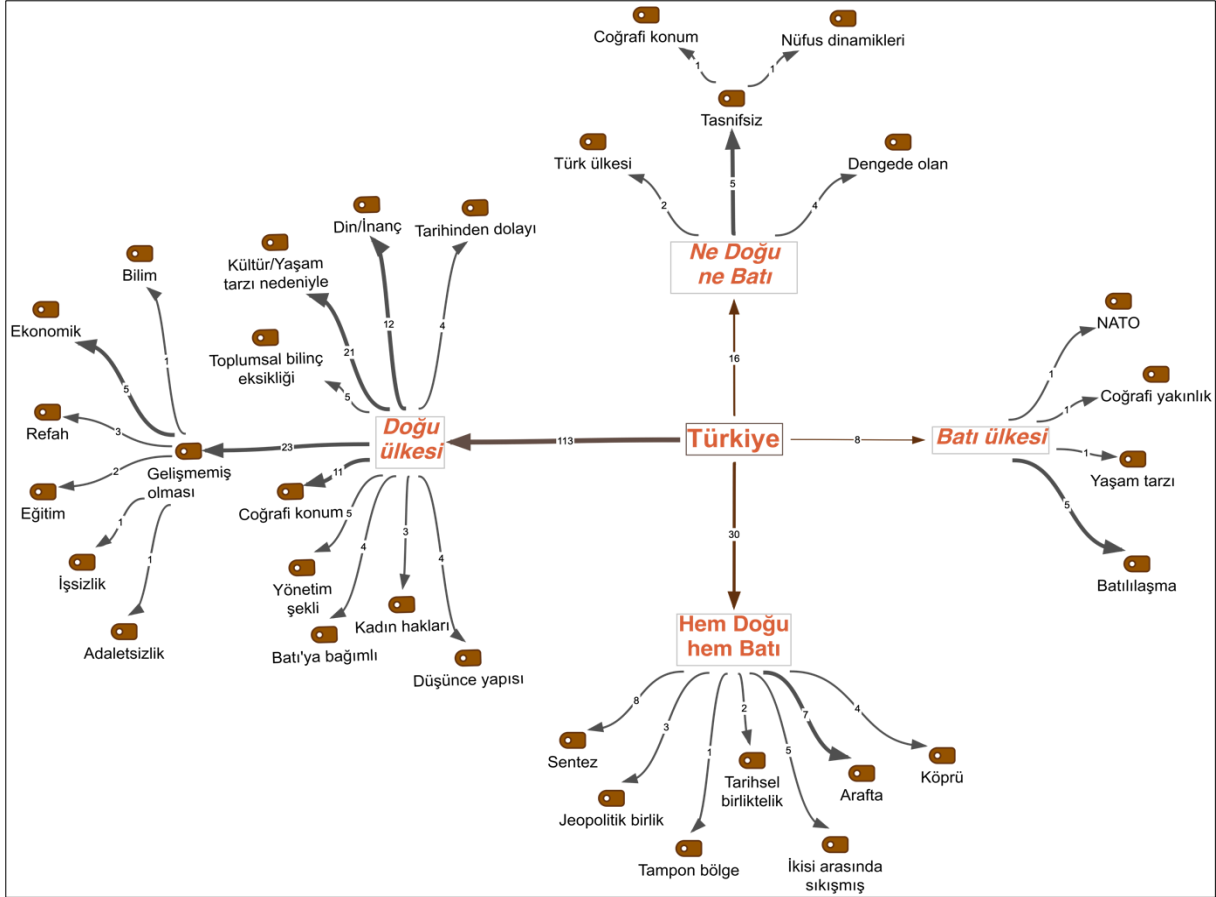 Coğrafi konum
Nüfus dinamikleri
1
1
Tasnifsiz
Türk ülkesi
Dengede olan
2
5
4
Ne Doğu
ne Batı
16
Din/İnanç
Tarihinden dolayı
Kültür/Yaşam
tarzı nedeniyle
Bilim
Ekonomik
Toplumsal bilinç
eksikliği
12
4
21
5
1
5
Refah
3
Eğitim
2
Gelişmemiş
olması
23
Doğu
ülkesi
113
Türkiye
8
Batı ülkesi
NATO
1
Coğrafi yakınlık
1
Yaşam tarzı
1
5
Batılılaşma
11
Coğrafi konum
5
4
3
4
1
İşsizlik
1
Adaletsizlik
Yönetim
şekli
Kadın hakları
Batı'ya bağımlı
Düşünce yapısı
30
Hem Doğu
hem Batı
8
3
1
2
5
7
4
Sentez
Jeopolitik birlik
Tampon bölge
Tarihsel
birliktelik
İkisi arasında
sıkışmış
Arafta
Köprü